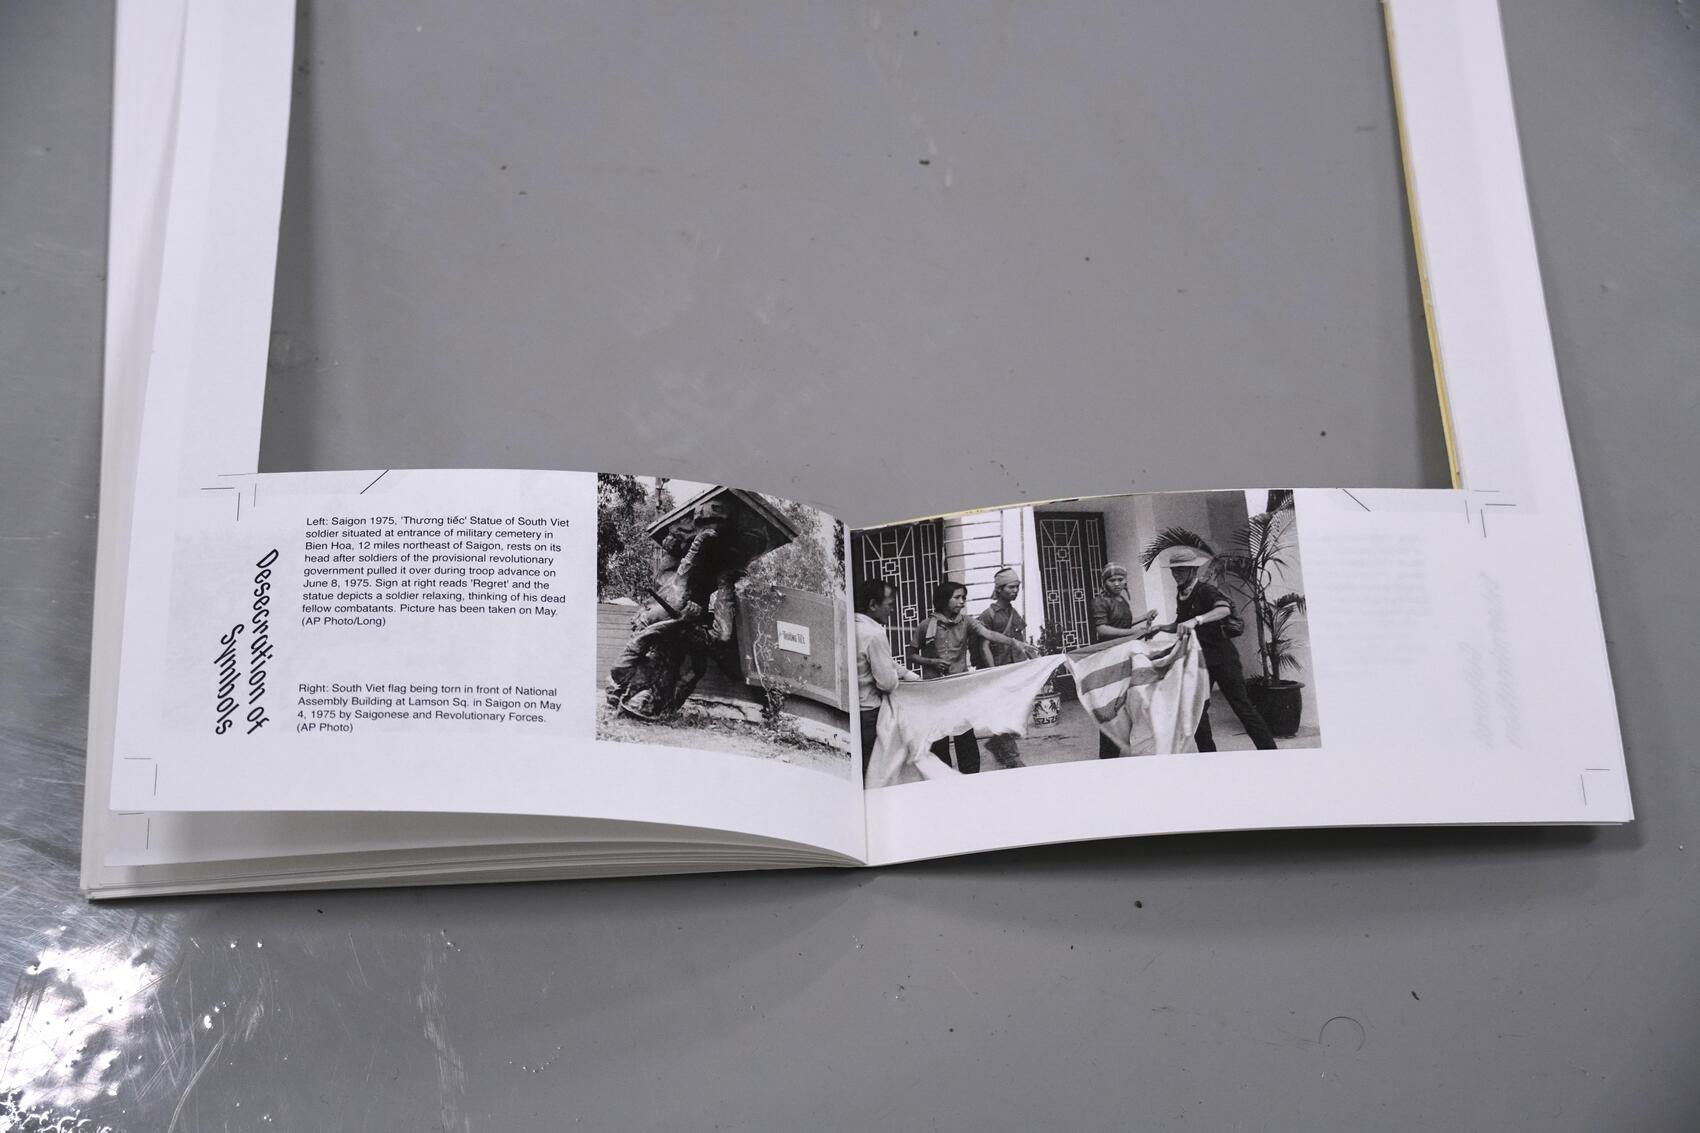 Desecration of
Symbols
Left: Saigon 1975, 'Thương tiếc' Statue of South Viet
soldier situated at entrance of military cemetery in
Bien Hoa, 12 miles northeast of Saigon, rests on its
head after soldiers of the provisional revolutionary
government pulled it over during troop advance on
June 8, 1975. Sign at right reads 'Regret' and the
statue depicts a soldier relaxing, thinking of his dead
fellow combatants. Picture has been taken on May.
(AP Photo/Long)
Right: South Viet flag being torn in front of National
Assembly Building at Lamson Sq. in Saigon on May
4, 1975 by Saigonese and Revolutionary Forces.
(AP Photo)
THƯƠNG TIẾC